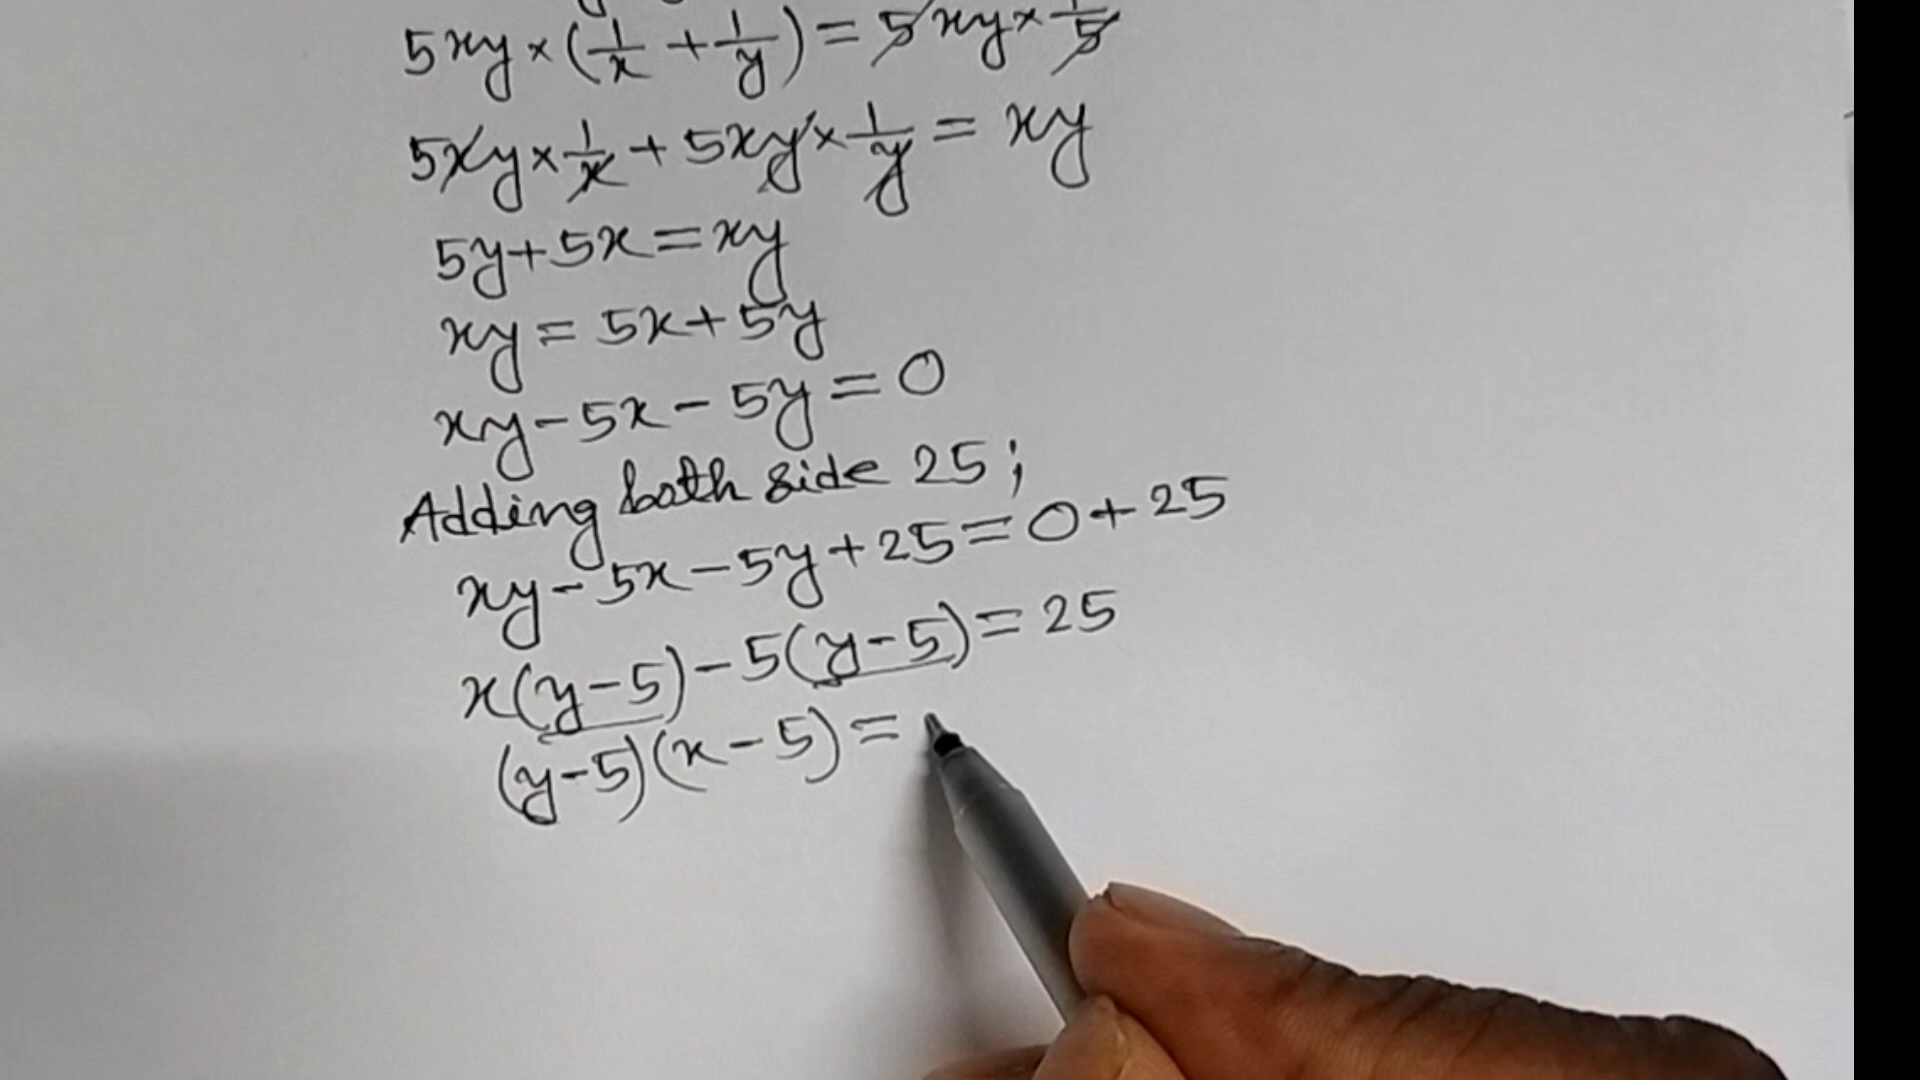 5xy×(1/x + 1/y) = 5xy×1/5
5xy×1/x + 5xy×1/y = xy
5y+5x=xy
xy = 5x+5y
xy-5x-5y=0
Adding both side 25;
xy-5x-5y+25=0+25
x(y-5)-5(y-5)=25
(y-5)(x-5)=